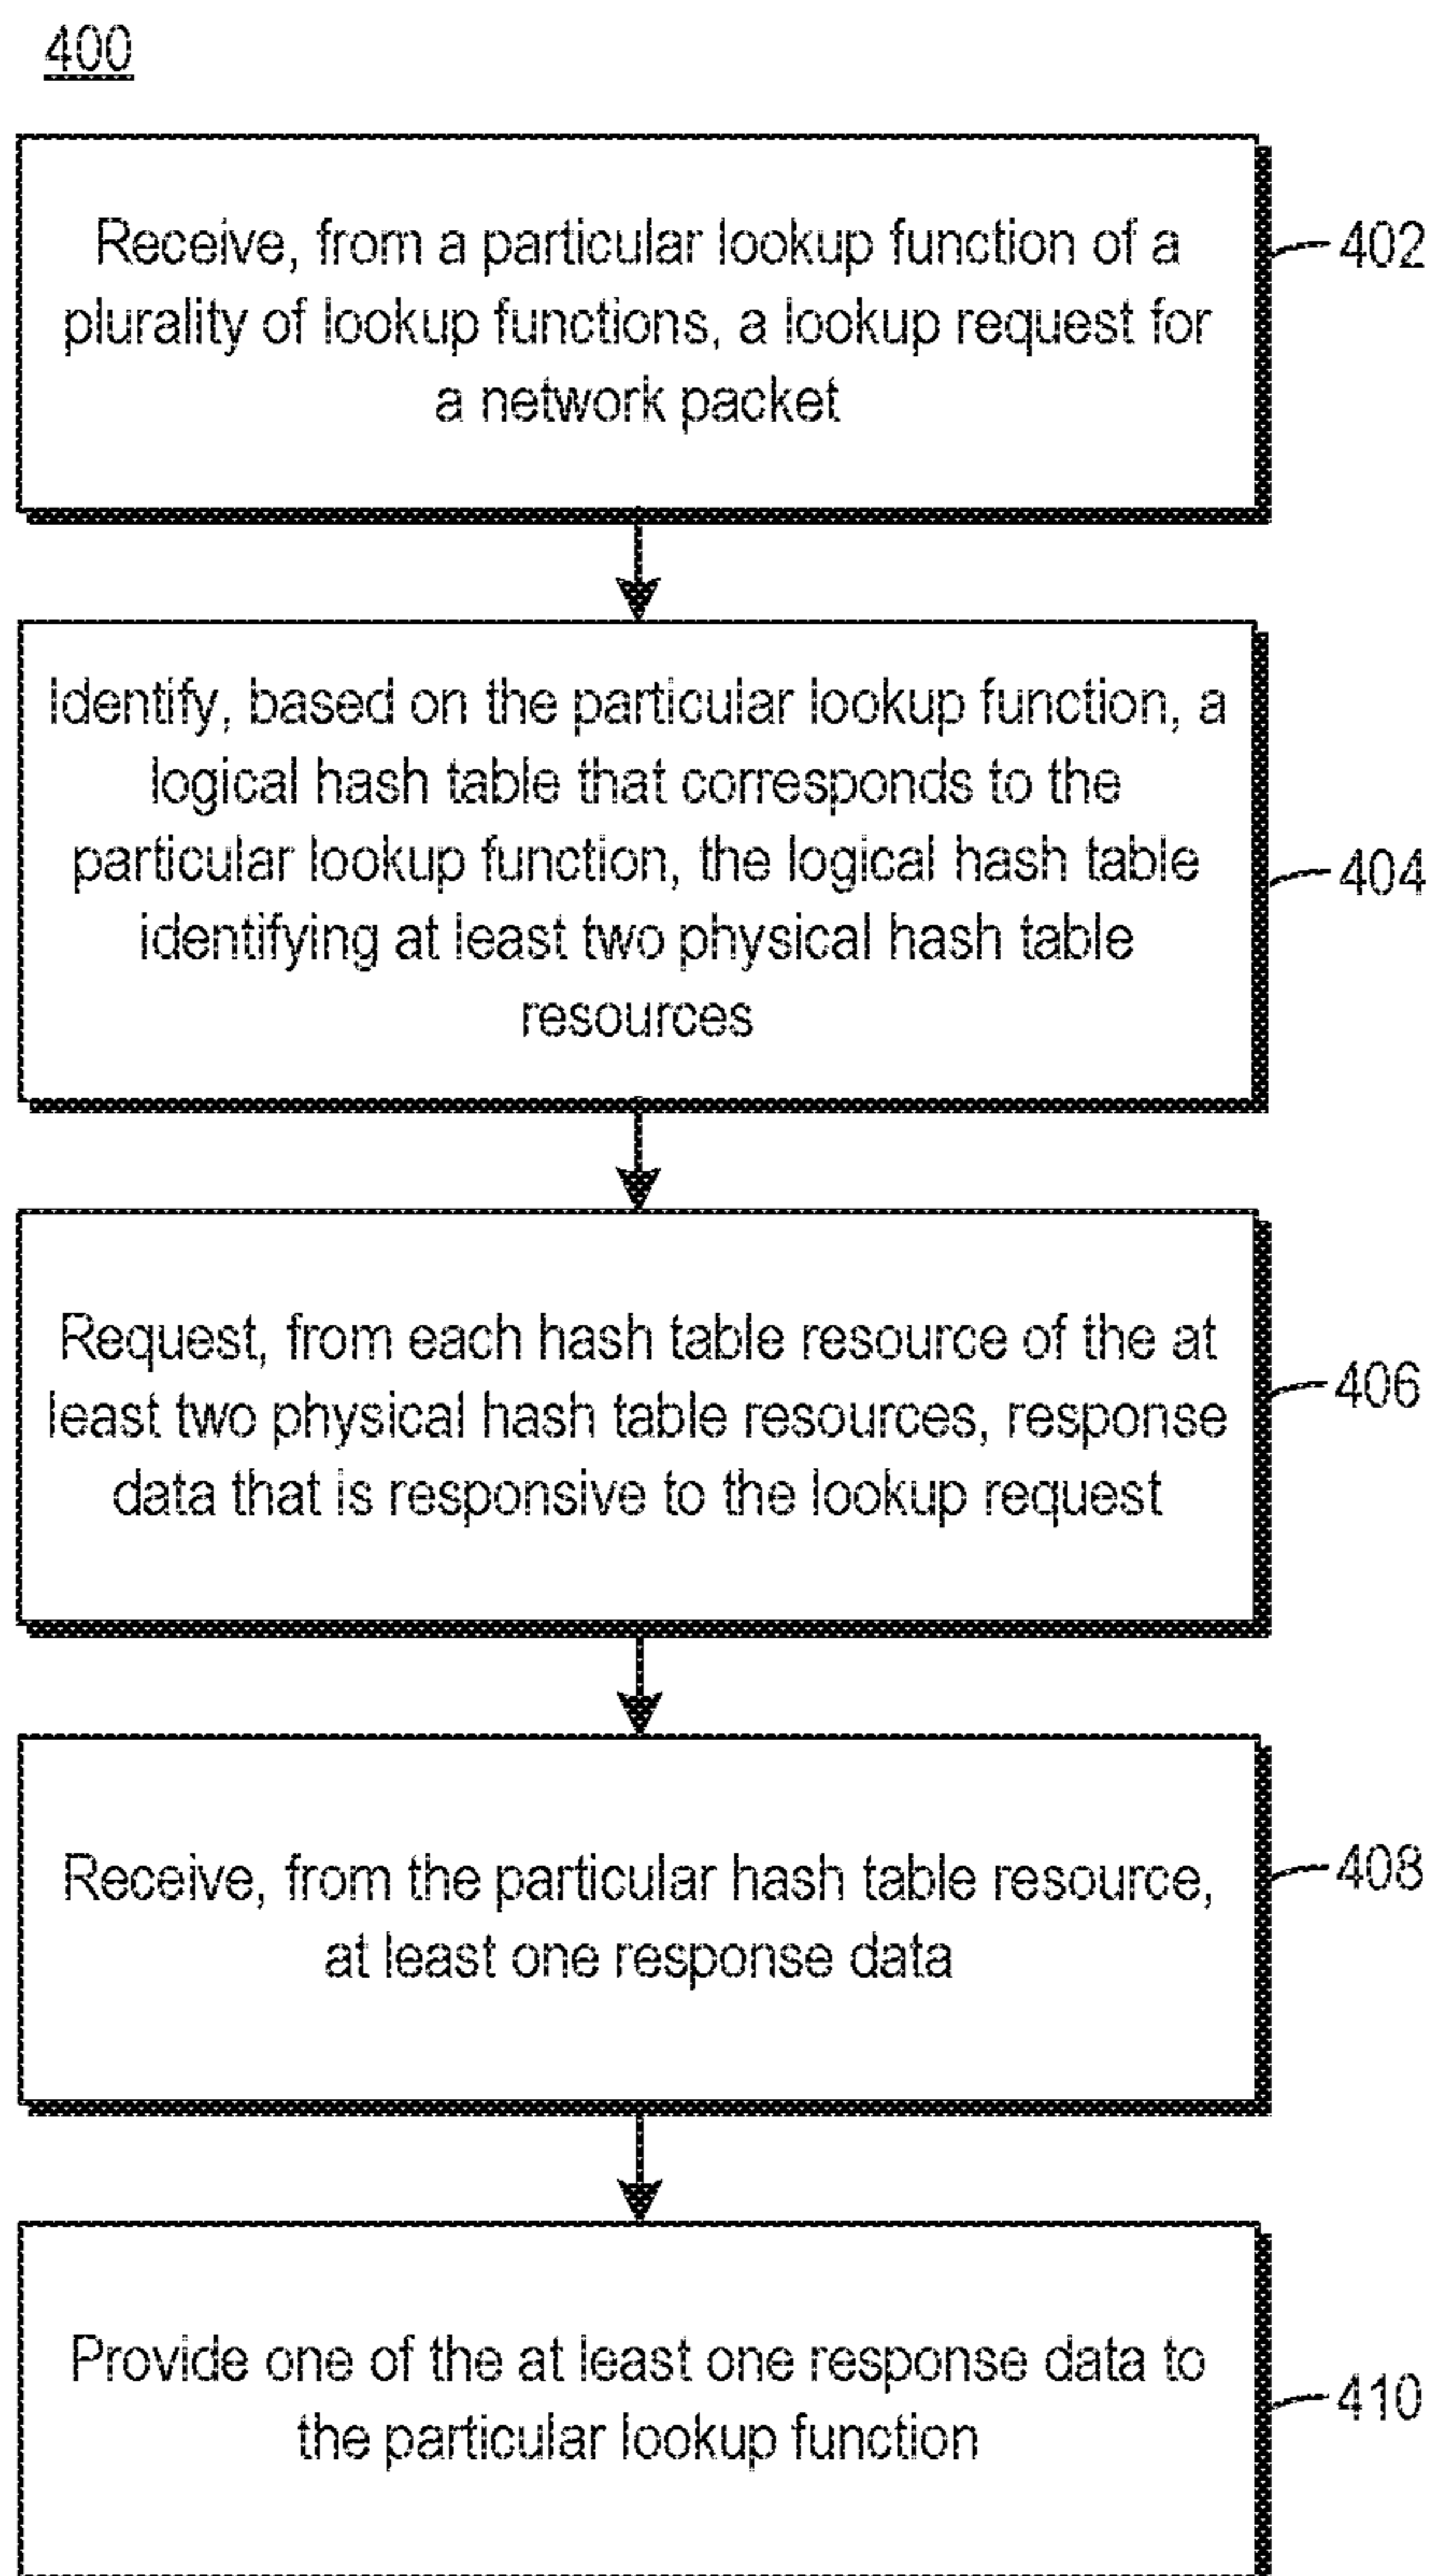 400
Receive, from a particular lookup function of a
plurality of lookup functions, a lookup request for
a network packet
402
Identify, based on the particular lookup function, a
logical hash table that corresponds to the
particular lookup function, the logical hash table
identifying at least two physical hash table
resources
404
Request, from each hash table resource of the at
least two physical hash table resources, response
data that is responsive to the lookup request
406
Receive, from the particular hash table resource,
at least one response data
408
Provide one of the at least one response data to
the particular lookup function
410